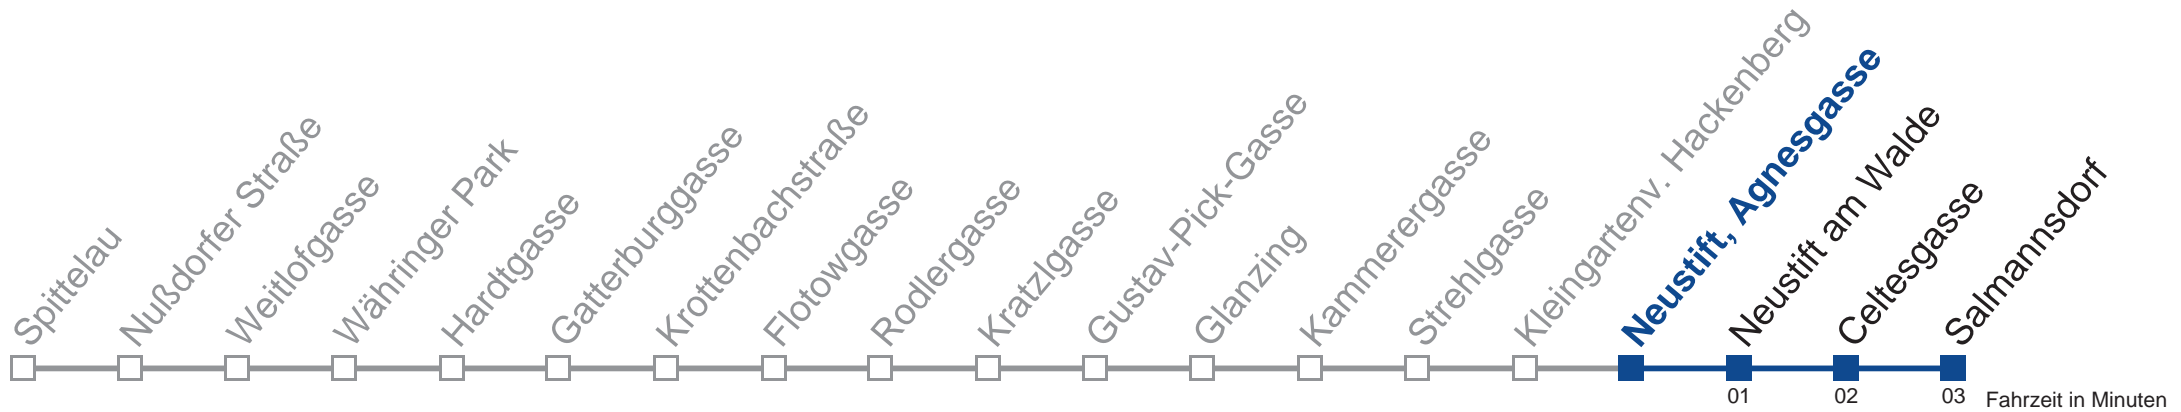 Spittelau
Nußdorfer Straße
Weitlofgasse
Währinger Park
Hardtgasse
Gatterburggasse
Krottenbachstraße
Flotowgasse
Rodlergasse
Kratzlgasse
Gustav-Pick-Gasse
Glanzing
Kammerergasse
Strehlgasse
Kleingartenv. Hackenberg
Neustift, Agnesgasse
Neustift am Walde
Celtesgasse
Salmannsdorf
01
02
03
Fahrzeit in Minuten